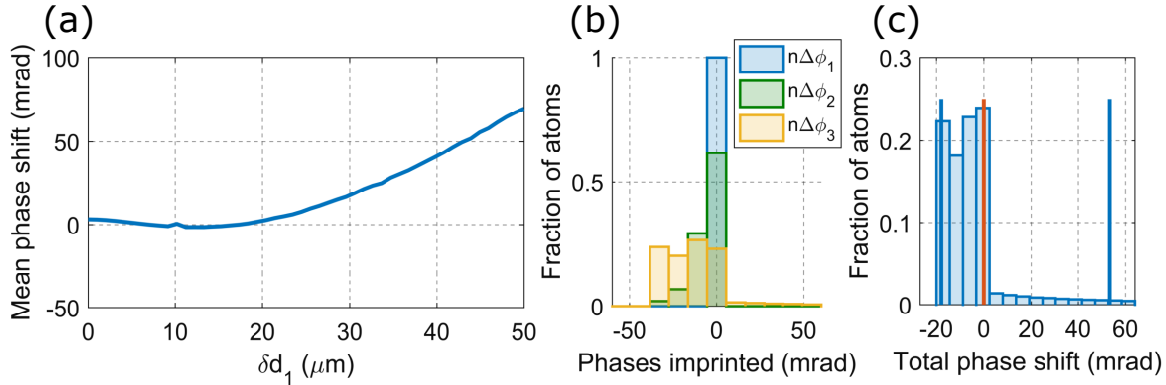 (a)
Mean phase shift (mrad)
100
50
0
-50
0 10 20 30 40 50
δd₁ (μm)
(b)
Fraction of atoms
1
0.5
0
nΔϕ₁
nΔϕ₂
nΔϕ₃
-50 0 50
Phases imprinted (mrad)
(c)
Fraction of atoms
0.3
0.2
0.1
0
-20 0 20 40 60
Total phase shift (mrad)